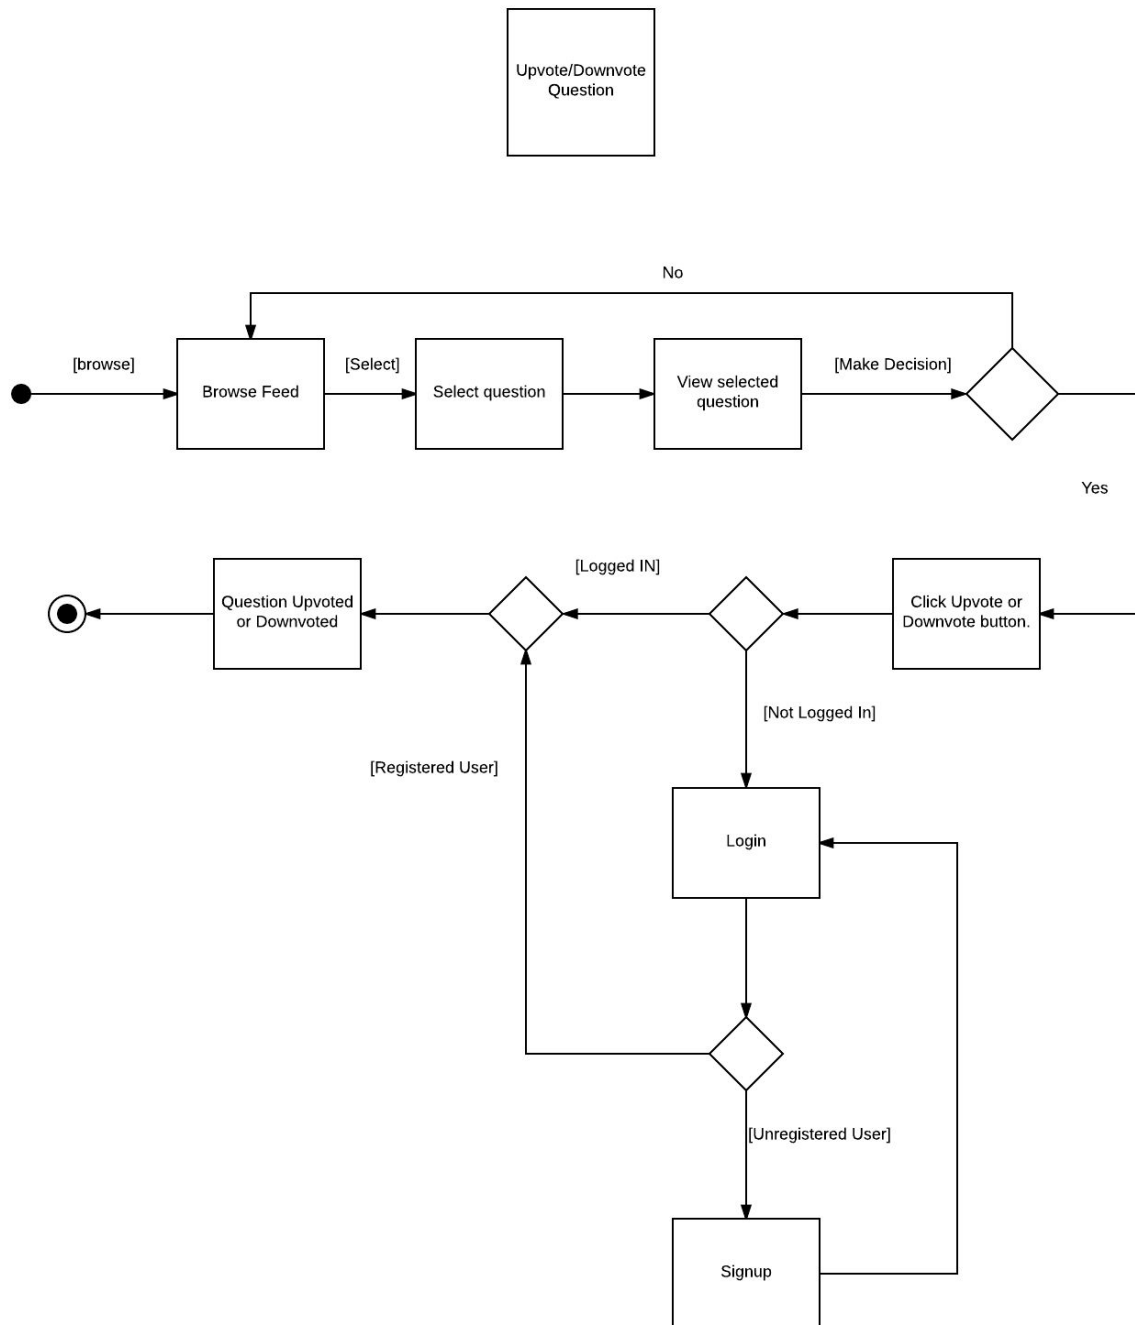 Upvote/Downvote
Question
No
[browse]
[Select]
[Make Decision]
Browse Feed
Select question
View selected
question
Yes
[Logged IN]
Question Upvoted
or Downvoted
Click Upvote or
Downvote button.
[Not Logged In]
[Registered User]
Login
[Unregistered User]
Signup